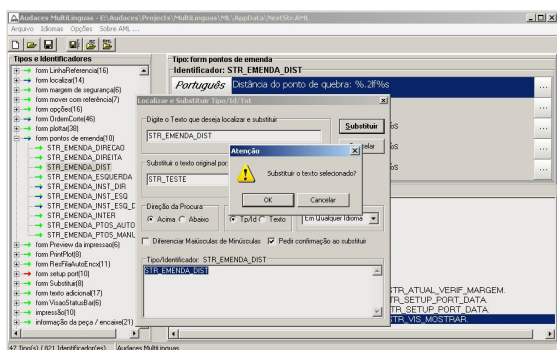 Audaces MultiLinguas - E:\Audaces\Projects\MultiLinguas\ML\AppData\NestStr.AML
Arquivo Idiomas Opções Sobre AML ...
Tipos e Identificadores
form LinhaReferencia(16)
form localizar(14)
form margem de segurança(6)
form mover com referência(7)
form opções(16)
form OrdemCorte(46)
form plotta(38)
form pontos de emenda(10)
STR_EMENDA_DIRECAO
STR_EMENDA_DIREITA
STR_EMENDA_DIST
STR_EMENDA_ESQUERDA
STR_EMENDA_INST_DIR
STR_EMENDA_INST_ESQ
STR_EMENDA_INST_ESQ_D
STR_EMENDA_INTER
STR_EMENDA_PTOS_AUTO
STR_EMENDA_PTOS_MANL
form Preview da impressao(6)
form PrintPlot(8)
form ResFilaAutoEncx(11)
form setup port(10)
form Substituir(8)
form texto adicional(17)
form VisaoStatusBar(6)
impressão(10)
informação da peça / encaixe(21)
Tipo: form pontos de emenda
Identificador: STR_EMENDA_DIST
Português
Distância do ponto de quebra: %.2lf%s
Localizar e Substituir Tipo/Id/Txt
Digite o Texto que deseja localizar e substituir
STR_EMENDA_DIST
Substituir
Substituir o texto original por
STR_TESTE
Atenção
Substituir o texto selecionado?
OK
Cancelar
Direção da Procura
Acima
Abaixo
Tp/Id
Texto
Em Qualquer Idioma
Diferenciar Maiúsculas de Minúsculas
Pedir confirmação ao substituir
Tipo/Identificador: STR_EMENDA_DIST
STR_EMENDA_DIST
STR_ATUAL_VERIF_MARGEM.
STR_SETUP_PORT_DATA.
STR_SETUP_PORT_DATA.
STR_VIS_MOSTRAR.
47 Tipo(s) / 821 Identificador(es)
Audaces MultiLinguas